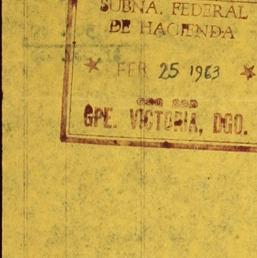 SUBNA. FEDERAL
DE HACIENDA
FEB 25 1963
GPE. VICTORIA, DGO.